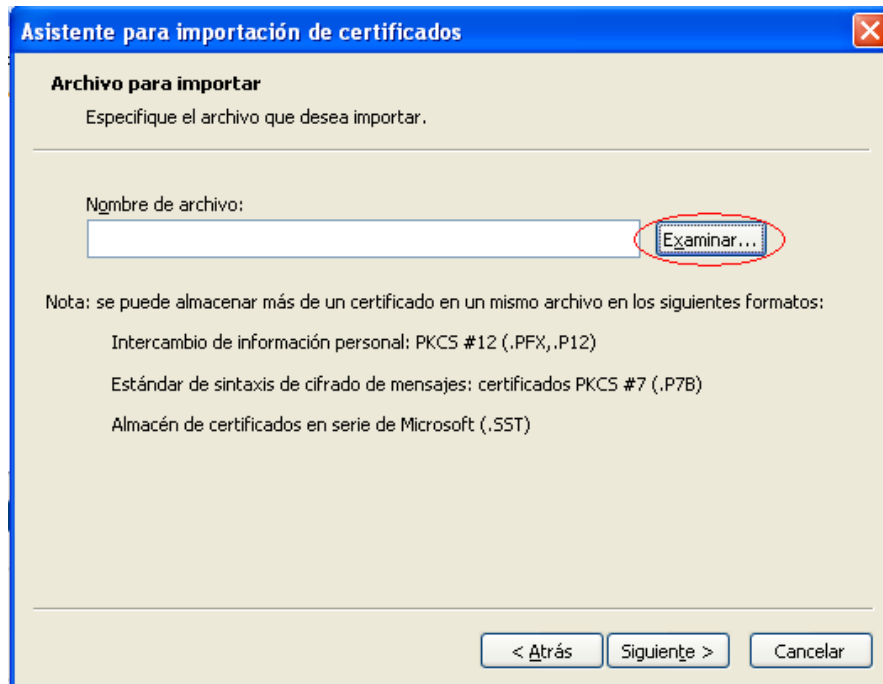 Asistente para importación de certificados
Archivo para importar
Especifique el archivo que desea importar.
Nombre de archivo:
Examinar...
Nota: se puede almacenar más de un certificado en un mismo archivo en los siguientes formatos:
Intercambio de información personal: PKCS #12 (.PFX,.P12)
Estándar de sintaxis de cifrado de mensajes: certificados PKCS #7 (.P7B)
Almacén de certificados en serie de Microsoft (.SST)
< Atrás
Siguiente >
Cancelar